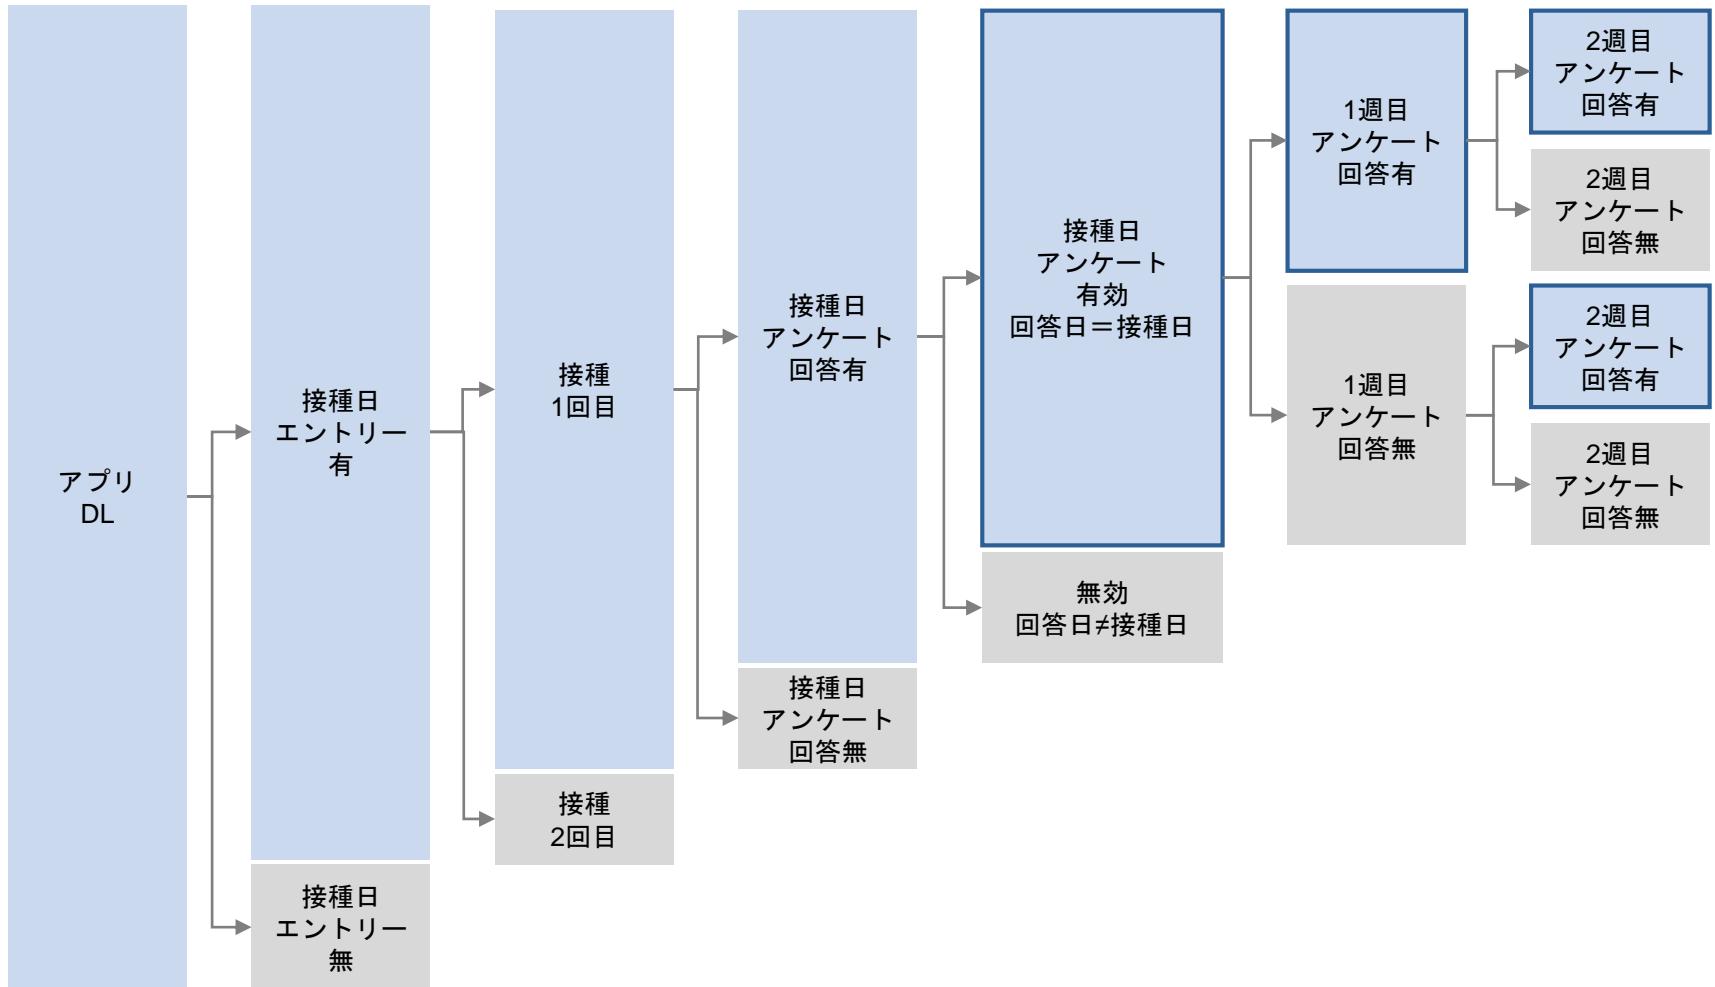 アプリ
DL
接種日
エントリー
有
接種日
エントリー
無
接種
1回目
接種
2回目
接種日
アンケート
回答有
接種日
アンケート
回答無
接種日
アンケート
有効
回答日＝接種日
無効
回答日≠接種日
1週目
アンケート
回答有
1週目
アンケート
回答無
2週目
アンケート
回答有
2週目
アンケート
回答無
2週目
アンケート
回答有
2週目
アンケート
回答無